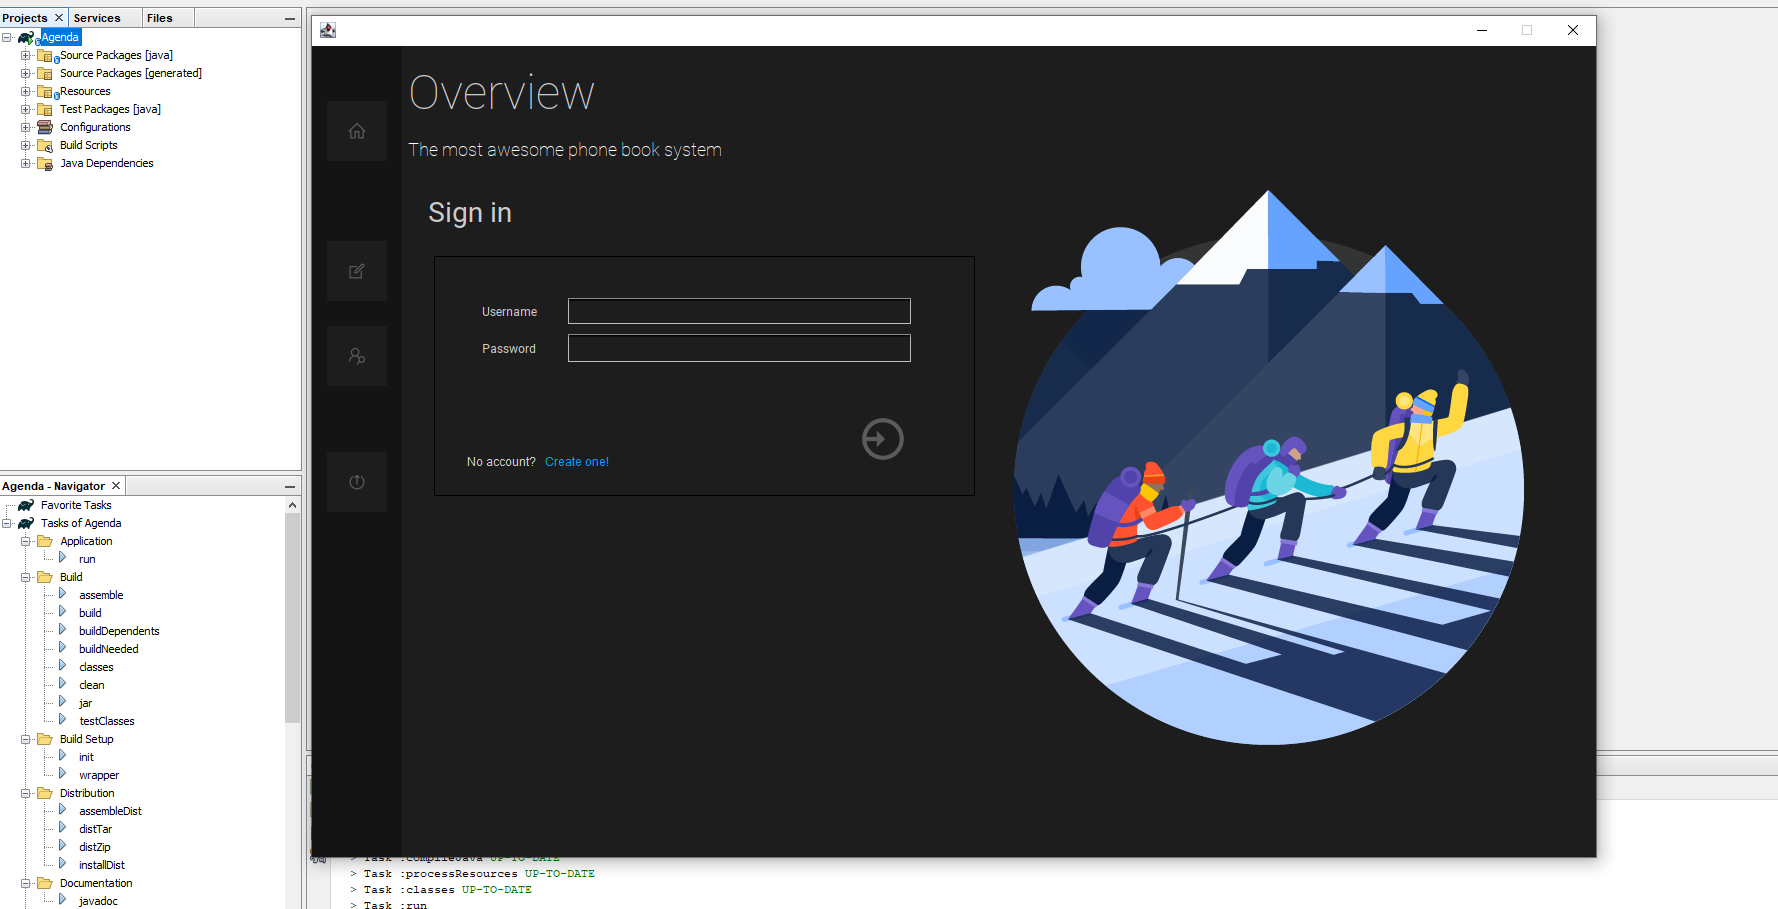 Projects
Services
Files
Agenda
Source Packages [java]
Source Packages [generated]
Resources
Test Packages [java]
Configurations
Build Scripts
Java Dependencies
Agenda - Navigator
Favorite Tasks
Tasks of Agenda
Application
run
Build
assemble
build
buildDependents
buildNeeded
classes
clean
jar
testClasses
Build Setup
init
wrapper
Distribution
assembleDist
distTar
distZip
installDist
Documentation
javadoc
Overview
The most awesome phone book system
Sign in
Username
Password
No account? Create one!
> Task :compileJava UP-TO-DATE
> Task :processResources UP-TO-DATE
> Task :classes UP-TO-DATE
> Task :run